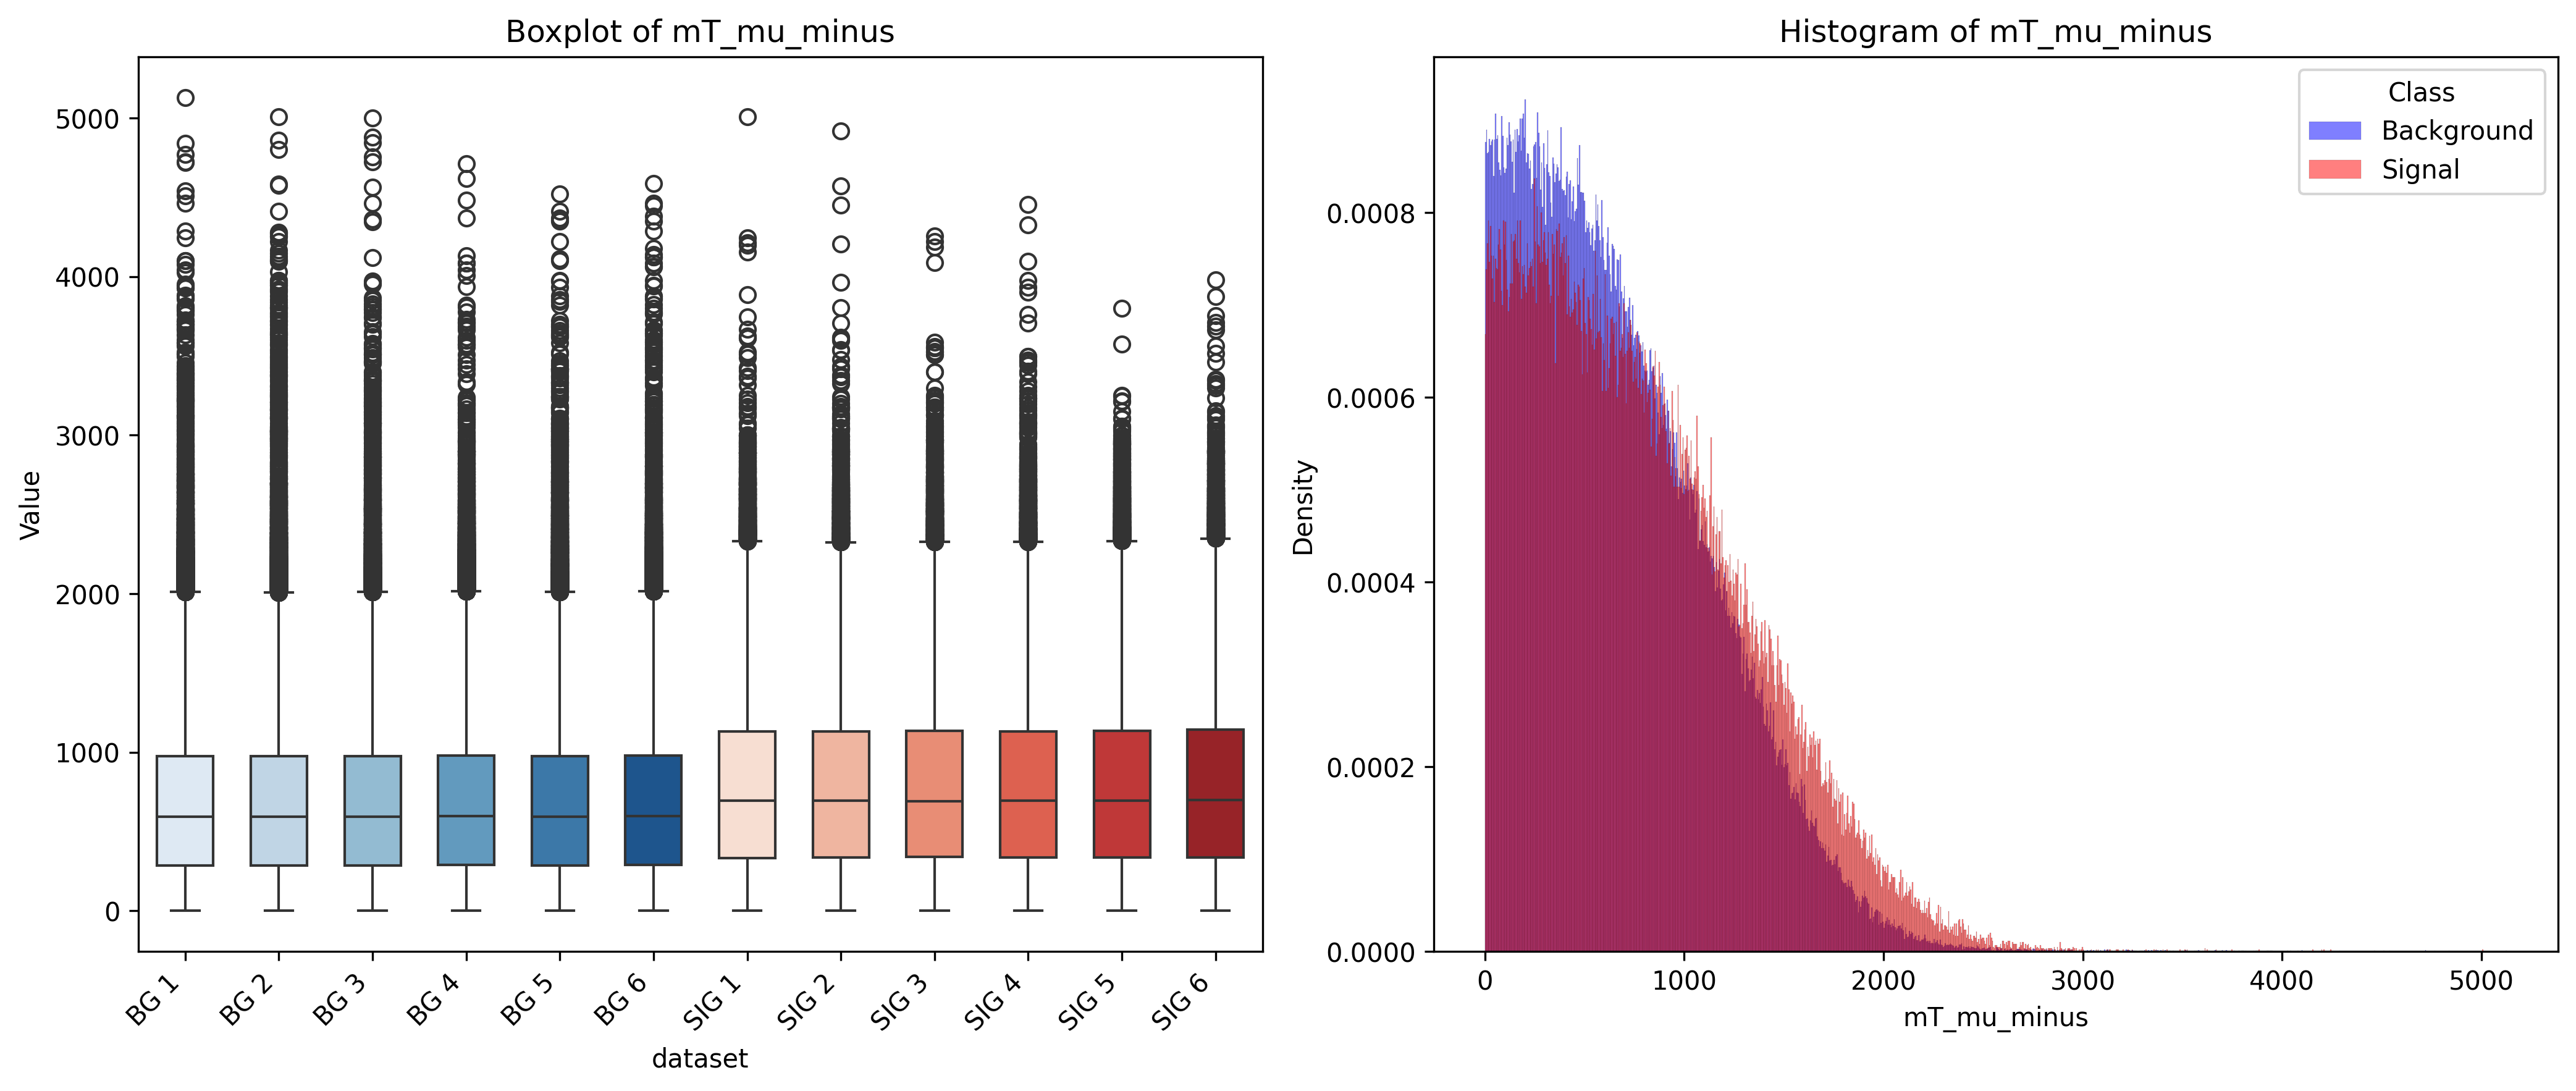 Boxplot of mT_mu_minus
Value
5000
4000
3000
2000
1000
0
BG 1
BG 2
BG 3
BG 4
BG 5
BG 6
SIG 1
SIG 2
SIG 3
SIG 4
SIG 5
SIG 6
dataset
Histogram of mT_mu_minus
Class
Background
Signal
Density
0.0008
0.0006
0.0004
0.0002
0.0000
0
1000
2000
3000
4000
5000
mT_mu_minus